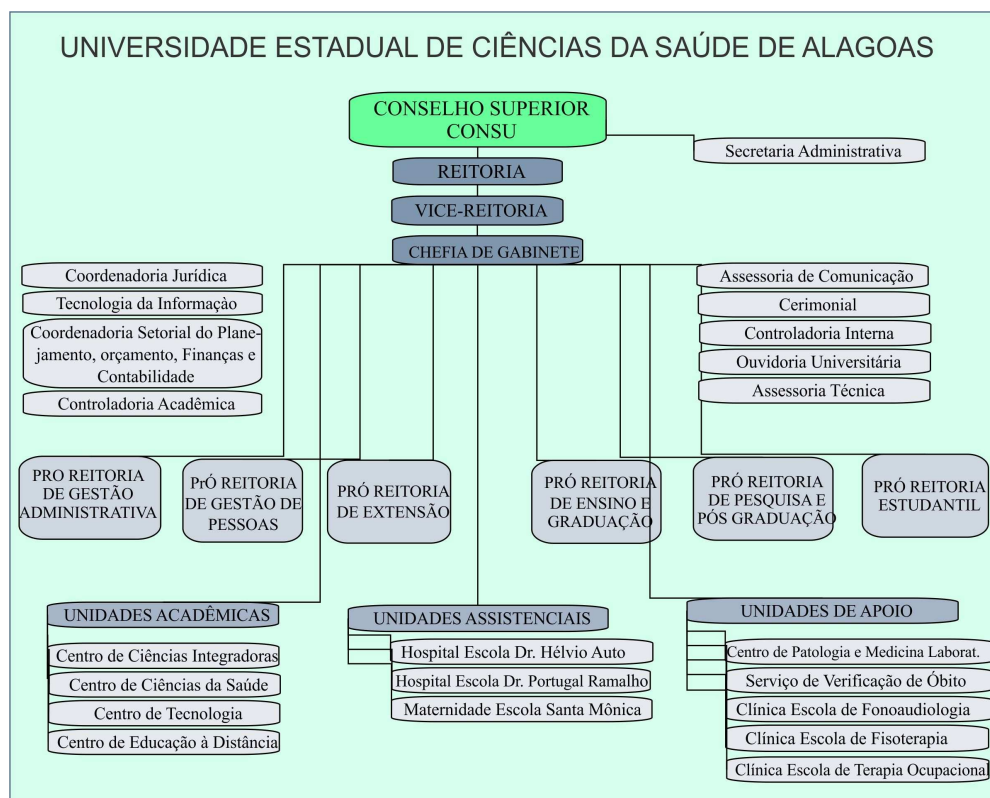 UNIVERSIDADE ESTADUAL DE CIÊNCIAS DA SAÚDE DE ALAGOAS
CONSELHO SUPERIOR
CONSU
Secretaria Administrativa
REITORIA
VICE-REITORIA
CHEFIA DE GABINETE
Coordenadoria Jurídica
Tecnologia da Informaçào
Coordenadoria Setorial do Plane-
jamento, orçamento, Finanças e
Contabilidade
Controladoria Acadêmica
Assessoria de Comunicação
Cerimonial
Controladoria Interna
Ouvidoria Universitária
Assessoria Técnica
PRO REITORIA
DE GESTÃO
ADMINISTRATIVA
PrÓ REITORIA
DE GESTÃO DE
PESSOAS
PRÓ REITORIA
DE EXTENSÃO
PRÓ REITORIA
DE ENSINO E
GRADUAÇÃO
PRÓ REITORIA
DE PESQUISA E
PÓS GRADUAÇÃO
PRÓ REITORIA
ESTUDANTIL
UNIDADES ACADÊMICAS
Centro de Ciências Integradoras
Centro de Ciências da Saúde
Centro de Tecnologia
Centro de Educação à Distância
UNIDADES ASSISTENCIAIS
Hospital Escola Dr. Hélvio Auto
Hospital Escola Dr. Portugal Ramalho
Maternidade Escola Santa Mônica
UNIDADES DE APOIO
Centro de Patologia e Medicina Laborat.
Serviço de Verificação de Óbito
Clínica Escola de Fonoaudiologia
Clínica Escola de Fisoterapia
Clínica Escola de Terapia Ocupacional